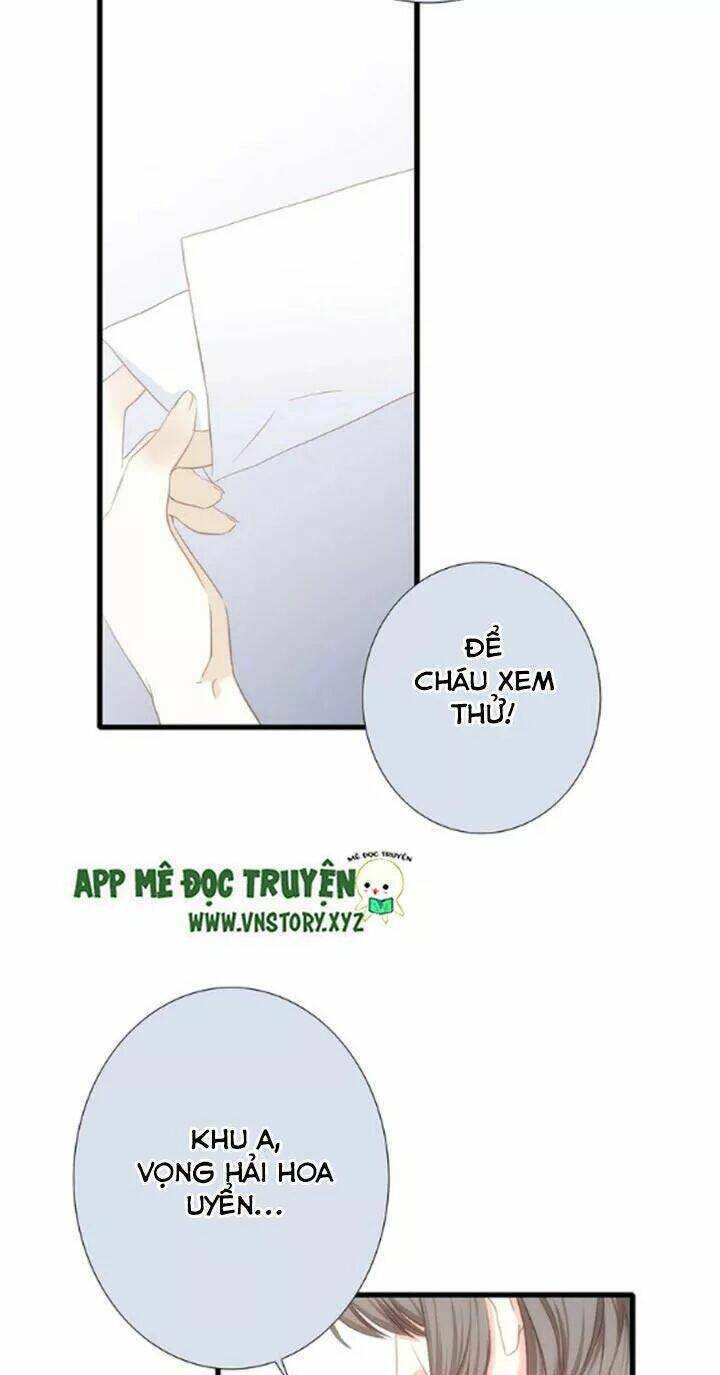 ĐỂ
CHÁU XEM
THỬ!
MÊ ĐỌC TRUYỆN
APP MÊ ĐỌC TRUYỆN
WWW.VNSTORY.XYZ
KHU A,
VỌNG HẢI HOA
UYỂN...